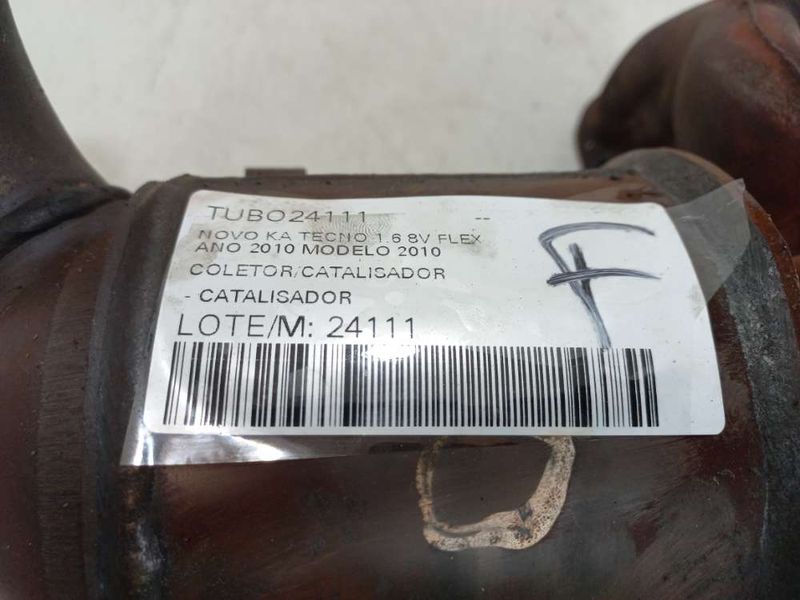 TUBO24111 --
NOVO KA TECNO 1.6 8V FLEX
ANO 2010 MODELO 2010
COLETOR/CATALISADOR
- CATALISADOR
LOTE/M: 24111
F